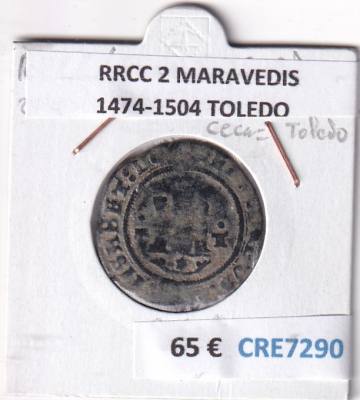 RRCC 2 MARAVEDIS
1474-1504 TOLEDO
ceca= Toledo
65 € CRE7290